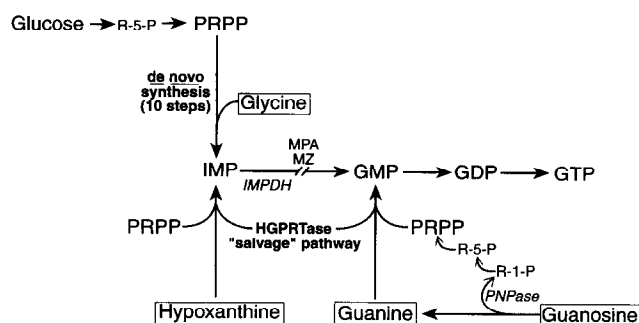 Glucose R-5-P PRPP
de novo
synthesis
(10 steps)
Glycine
MPA
MZ
IMP GMP GDP GTP
IMPDH
PRPP HGPRTase PRPP
"salvage" pathway
R-5-P
R-1-P
PNPase
Hypoxanthine Guanine Guanosine